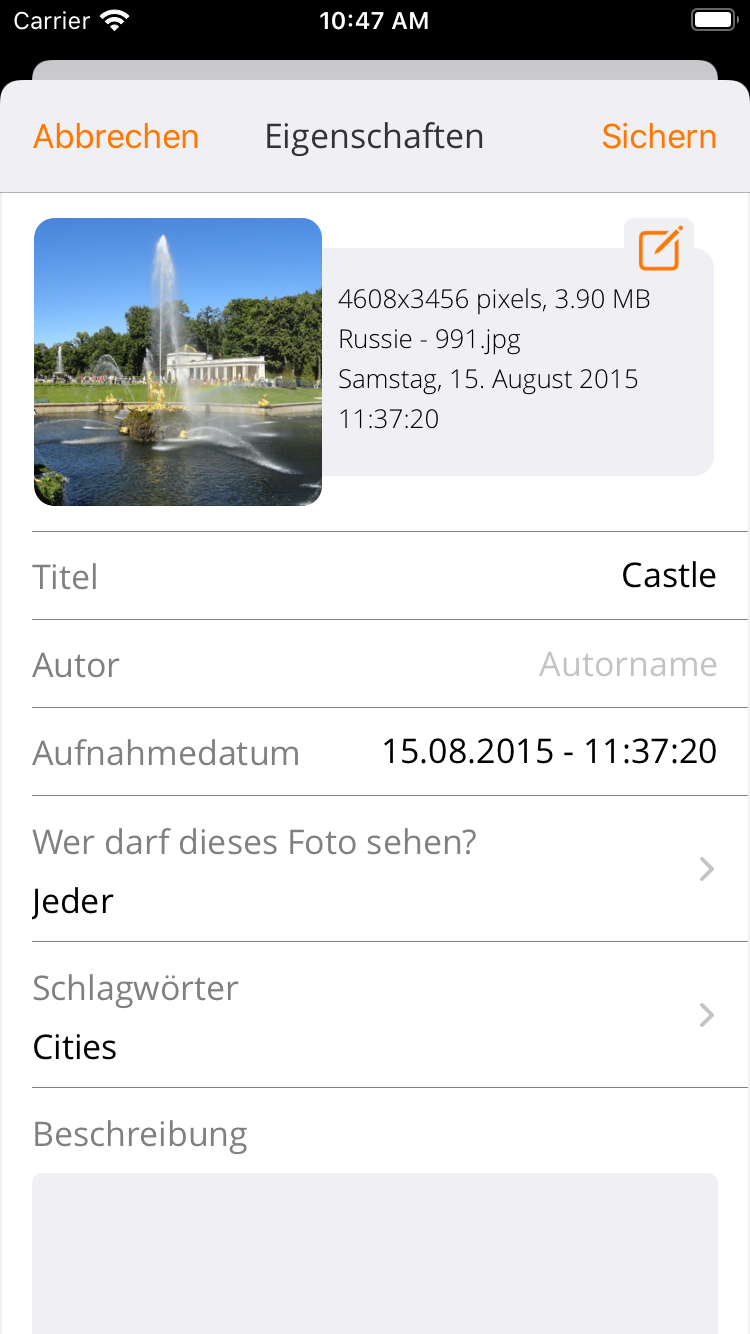 Carrier 10:47 AM
Abbrechen Eigenschaften Sichern
4608x3456 pixels, 3.90 MB
Russie - 991.jpg
Samstag, 15. August 2015
11:37:20
Titel Castle
Autor Autorname
Aufnahmedatum 15.08.2015 - 11:37:20
Wer darf dieses Foto sehen?
Jeder
Schlagwörter
Cities
Beschreibung